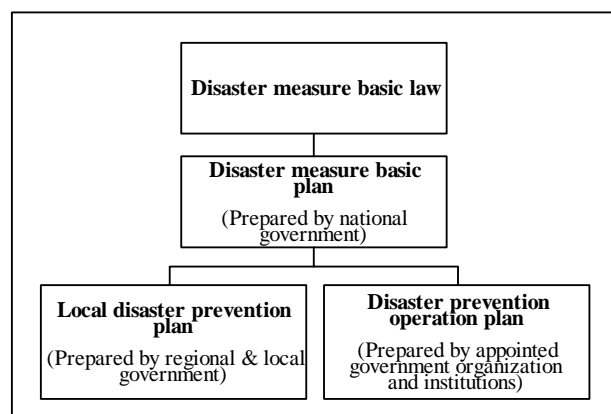 Disaster measure basic law
Disaster measure basic
plan
(Prepared by national
government)
Local disaster prevention
plan
(Prepared by regional & local
government)
Disaster prevention
operation plan
(Prepared by appointed
government organization
and institutions)